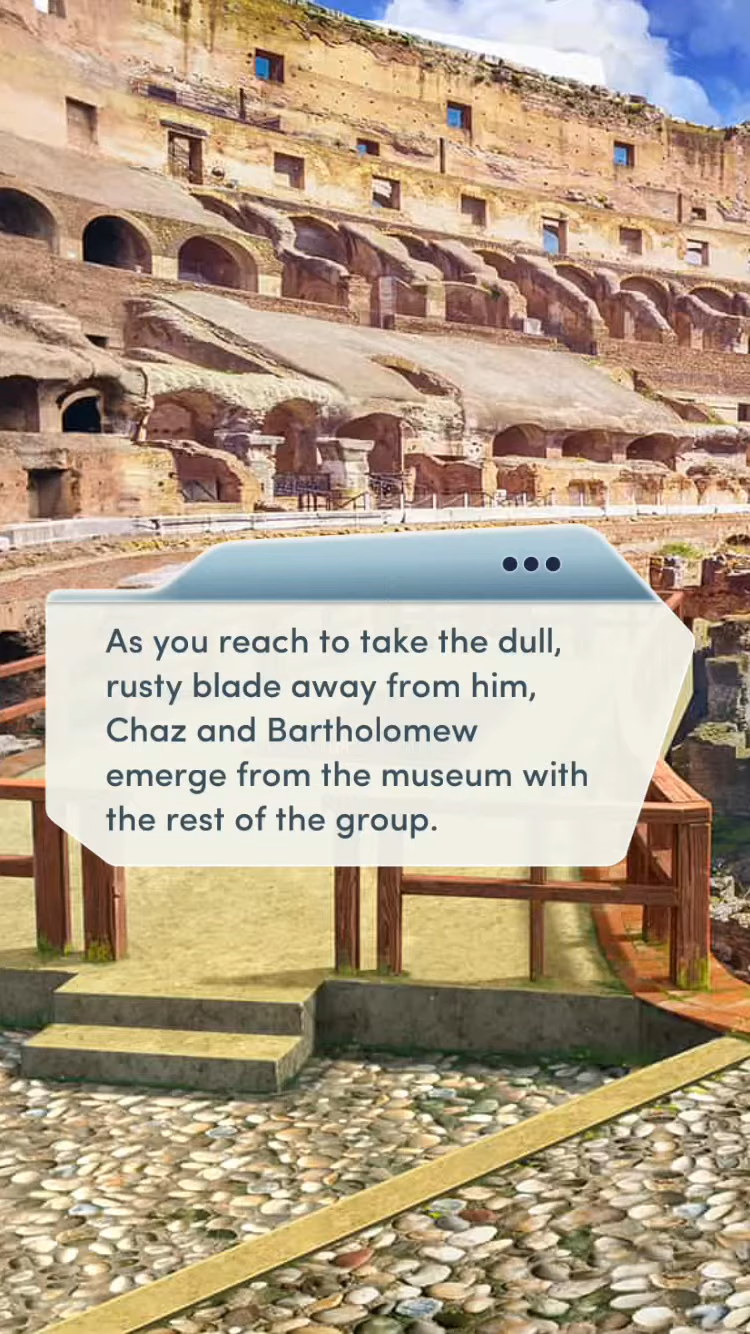 As you reach to take the dull,
rusty blade away from him,
Chaz and Bartholomew
emerge from the museum with
the rest of the group.